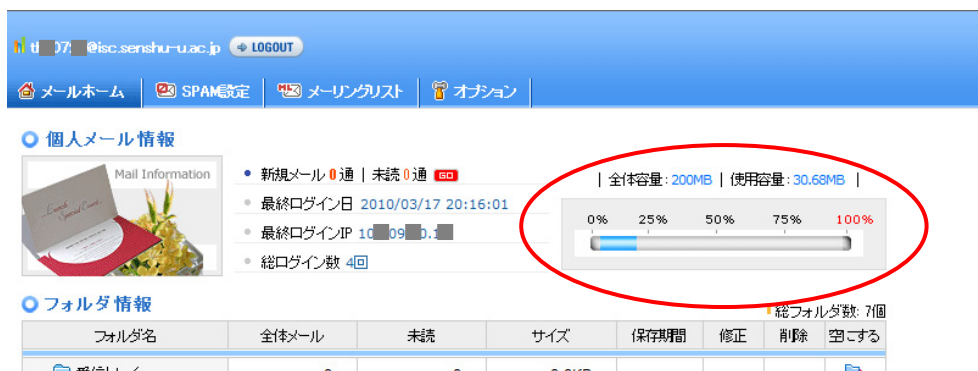 @isc.senshu-u.ac.jp LOGOUT
メールホーム SPAM設定 メーリングリスト オプション
個人メール情報
Mail Information
新規メール 0通 | 未読 0通 GO
| 全体容量: 200MB | 使用容量: 30.68MB |
最終ログイン日 2010/03/17 20:16:01
0% 25% 50% 75% 100%
最終ログインIP
総ログイン数 4回
フォルダ情報
総フォルダ数: 7個
フォルダ名 全体メール 未読 サイズ 保存期間 修正 削除 空にする